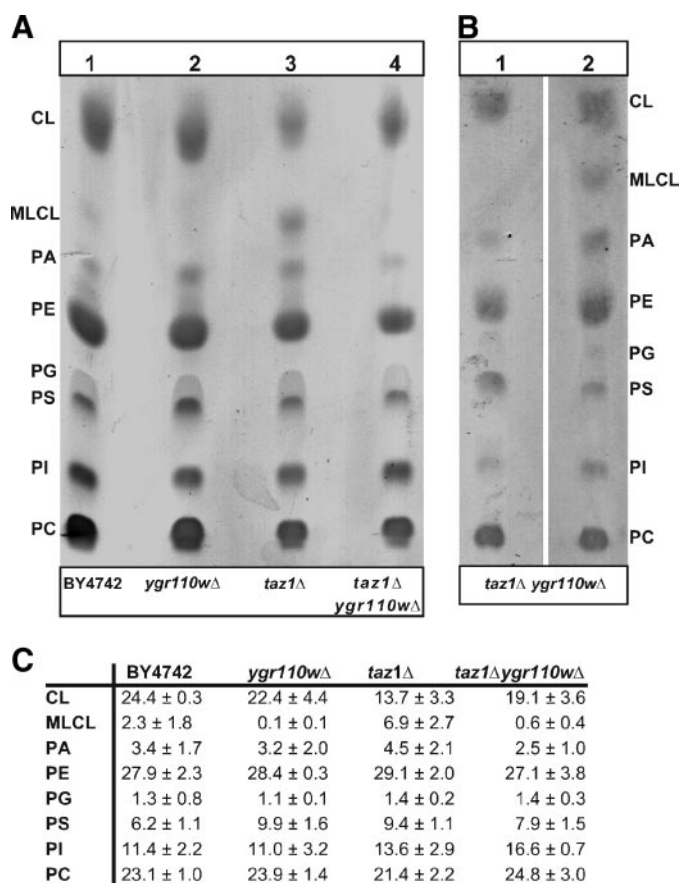 A
1 2 3 4
CL
MLCL
PA
PE
PG
PS
PI
PC
BY4742 ygr110wΔ taz1Δ taz1Δ
ygr110wΔ
B
1 2
CL
MLCL
PA
PE
PG
PS
PI
PC
taz1Δ ygr110wΔ
C
BY4742 ygr110wΔ taz1Δ taz1Δygr110wΔ
CL 24.4 ± 0.3 22.4 ± 4.4 13.7 ± 3.3 19.1 ± 3.6
MLCL 2.3 ± 1.8 0.1 ± 0.1 6.9 ± 2.7 0.6 ± 0.4
PA 3.4 ± 1.7 3.2 ± 2.0 4.5 ± 2.1 2.5 ± 1.0
PE 27.9 ± 2.3 28.4 ± 0.3 29.1 ± 2.0 27.1 ± 3.8
PG 1.3 ± 0.8 1.1 ± 0.1 1.4 ± 0.2 1.4 ± 0.3
PS 6.2 ± 1.1 9.9 ± 1.6 9.4 ± 1.1 7.9 ± 1.5
PI 11.4 ± 2.2 11.0 ± 3.2 13.6 ± 2.9 16.6 ± 0.7
PC 23.1 ± 1.0 23.9 ± 1.4 21.4 ± 2.2 24.8 ± 3.0